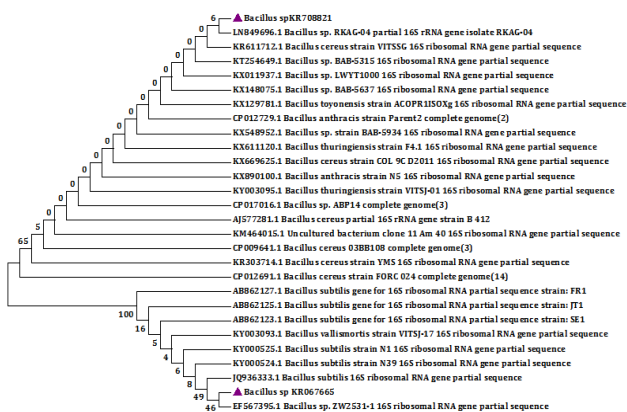 6 Bacillus spKR708821
LN849696.1 Bacillus sp. RKAG-04 partial 16S rRNA gene isolate RKAG-04
0 KR611712.1 Bacillus cereus strain VITSSG 16S ribosomal RNA gene partial sequence
0 KT254649.1 Bacillus sp. BAB-5315 16S ribosomal RNA gene partial sequence
0 KX011937.1 Bacillus sp. LWYT1000 16S ribosomal RNA gene partial sequence
0 KX148075.1 Bacillus sp. BAB-5637 16S ribosomal RNA gene partial sequence
0 KX129781.1 Bacillus toyonensis strain ACOPR1ISOXg 16S ribosomal RNA gene partial sequence
0 CP012729.1 Bacillus anthracis strain Parent2 complete genome(2)
0 KX548952.1 Bacillus sp. strain BAB-5934 16S ribosomal RNA gene partial sequence
0 KX611120.1 Bacillus thuringiensis strain F4.1 16S ribosomal RNA gene partial sequence
0 KX669625.1 Bacillus cereus strain COL 9C D2011 16S ribosomal RNA gene partial sequence
0 KX890100.1 Bacillus anthracis strain N5 16S ribosomal RNA gene partial sequence
0 KY003095.1 Bacillus thuringiensis strain VITSJ-01 16S ribosomal RNA gene partial sequence
0 CP017016.1 Bacillus sp. ABP14 complete genome(3)
0 AJ577281.1 Bacillus cereus partial 16S rRNA gene strain B 412
5 KM464015.1 Uncultured bacterium clone 11 Am 40 16S ribosomal RNA gene partial sequence
65 CP009641.1 Bacillus cereus 03BB108 complete genome(3)
KR303714.1 Bacillus cereus strain YMS 16S ribosomal RNA gene partial sequence
CP012691.1 Bacillus cereus strain FORC 024 complete genome(14)
AB862127.1 Bacillus subtilis gene for 16S ribosomal RNA partial sequence strain: FR1
100 AB862125.1 Bacillus subtilis gene for 16S ribosomal RNA partial sequence strain: JT1
16 AB862123.1 Bacillus subtilis gene for 16S ribosomal RNA partial sequence strain: SE1
5 KY003093.1 Bacillus vallismortis strain VITSJ-17 16S ribosomal RNA gene partial sequence
4 KY000525.1 Bacillus subtilis strain N1 16S ribosomal RNA gene partial sequence
6 KY000524.1 Bacillus subtilis strain N39 16S ribosomal RNA gene partial sequence
8 JQ936333.1 Bacillus subtilis 16S ribosomal RNA gene partial sequence
49 Bacillus KR067665
46 EF567395.1 Bacillus sp. ZW2531-1 16S ribosomal RNA gene partial sequence